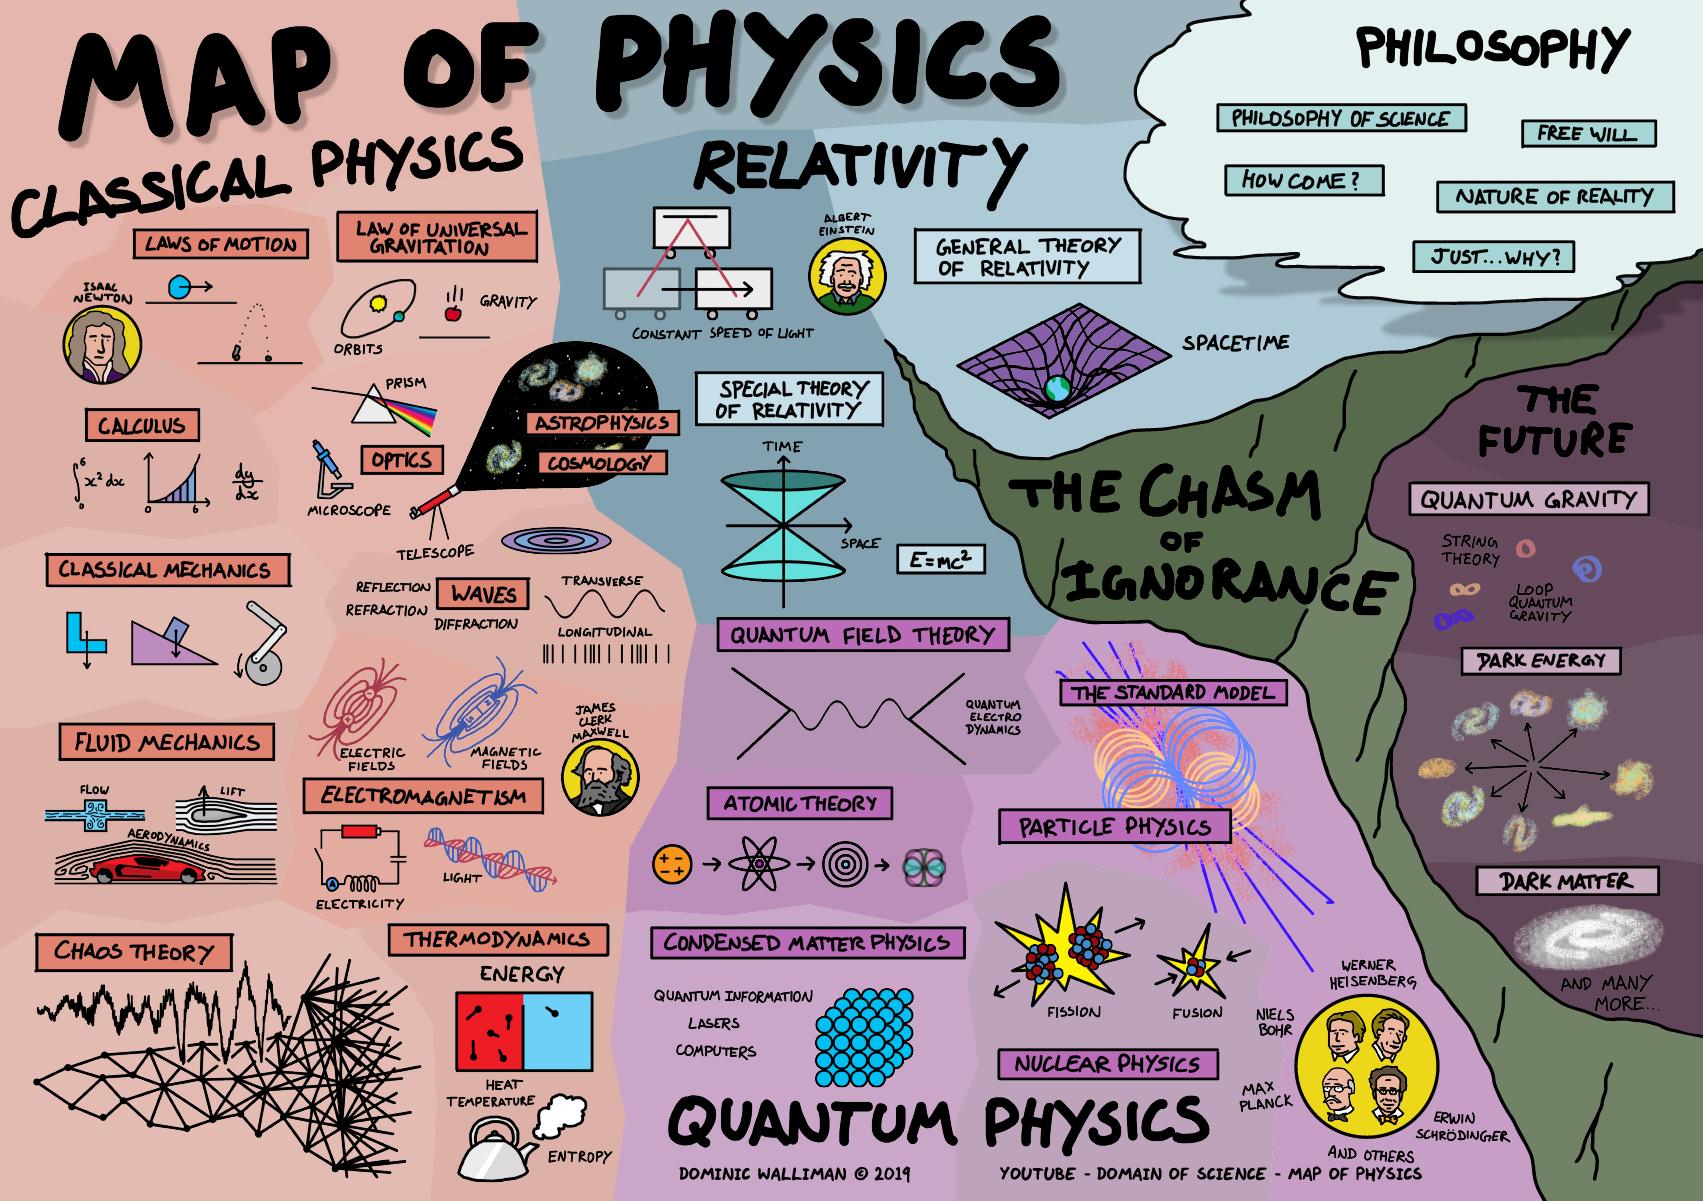 MAP OF PHYSICS
CLASSICAL PHYSICS
LAWS OF MOTION
ISAAC
NEWTON
LAW OF UNIVERSAL
GRAVITATION
GRAVITY
ORBITS
CALCULUS
∫₀⁶ x² dx
0
6
dy
dx
PRISM
OPTICS
MICROSCOPE
TELESCOPE
ASTROPHYSICS
COSMOLOGY
CLASSICAL MECHANICS
REFLECTION
REFRACTION
WAVES
DIFFRACTION
TRANSVERSE
LONGITUDINAL
FLUID MECHANICS
FLOW
LIFT
AERODYNAMICS
ELECTRIC
FIELDS
S
N
MAGNETIC
FIELDS
JAMES
CLERK
MAXWELL
ELECTROMAGNETISM
A
ELECTRICITY
LIGHT
CHAOS THEORY
THERMODYNAMICS
ENERGY
HEAT
TEMPERATURE
ENTROPY
RELATIVITY
CONSTANT SPEED OF LIGHT
ALBERT
EINSTEIN
GENERAL THEORY
OF RELATIVITY
SPACETIME
SPECIAL THEORY
OF RELATIVITY
TIME
SPACE
E=mc²
QUANTUM FIELD THEORY
QUANTUM
ELECTRO
DYNAMICS
ATOMIC THEORY
CONDENSED MATTER PHYSICS
QUANTUM INFORMATION
LASERS
COMPUTERS
THE STANDARD MODEL
PARTICLE PHYSICS
FISSION
FUSION
NUCLEAR PHYSICS
WERNER
HEISENBERG
NIELS
BOHR
MAX
PLANCK
ERWIN
SCHRÖDINGER
AND OTHERS
QUANTUM PHYSICS
DOMINIC WALLIMAN © 2019
YOUTUBE - DOMAIN OF SCIENCE - MAP OF PHYSICS
PHILOSOPHY
PHILOSOPHY OF SCIENCE
FREE WILL
HOW COME?
NATURE OF REALITY
JUST...WHY?
THE CHASM
OF
IGNORANCE
THE
FUTURE
QUANTUM GRAVITY
STRING
THEORY
LOOP
QUANTUM
GRAVITY
DARK ENERGY
DARK MATTER
AND MANY
MORE...